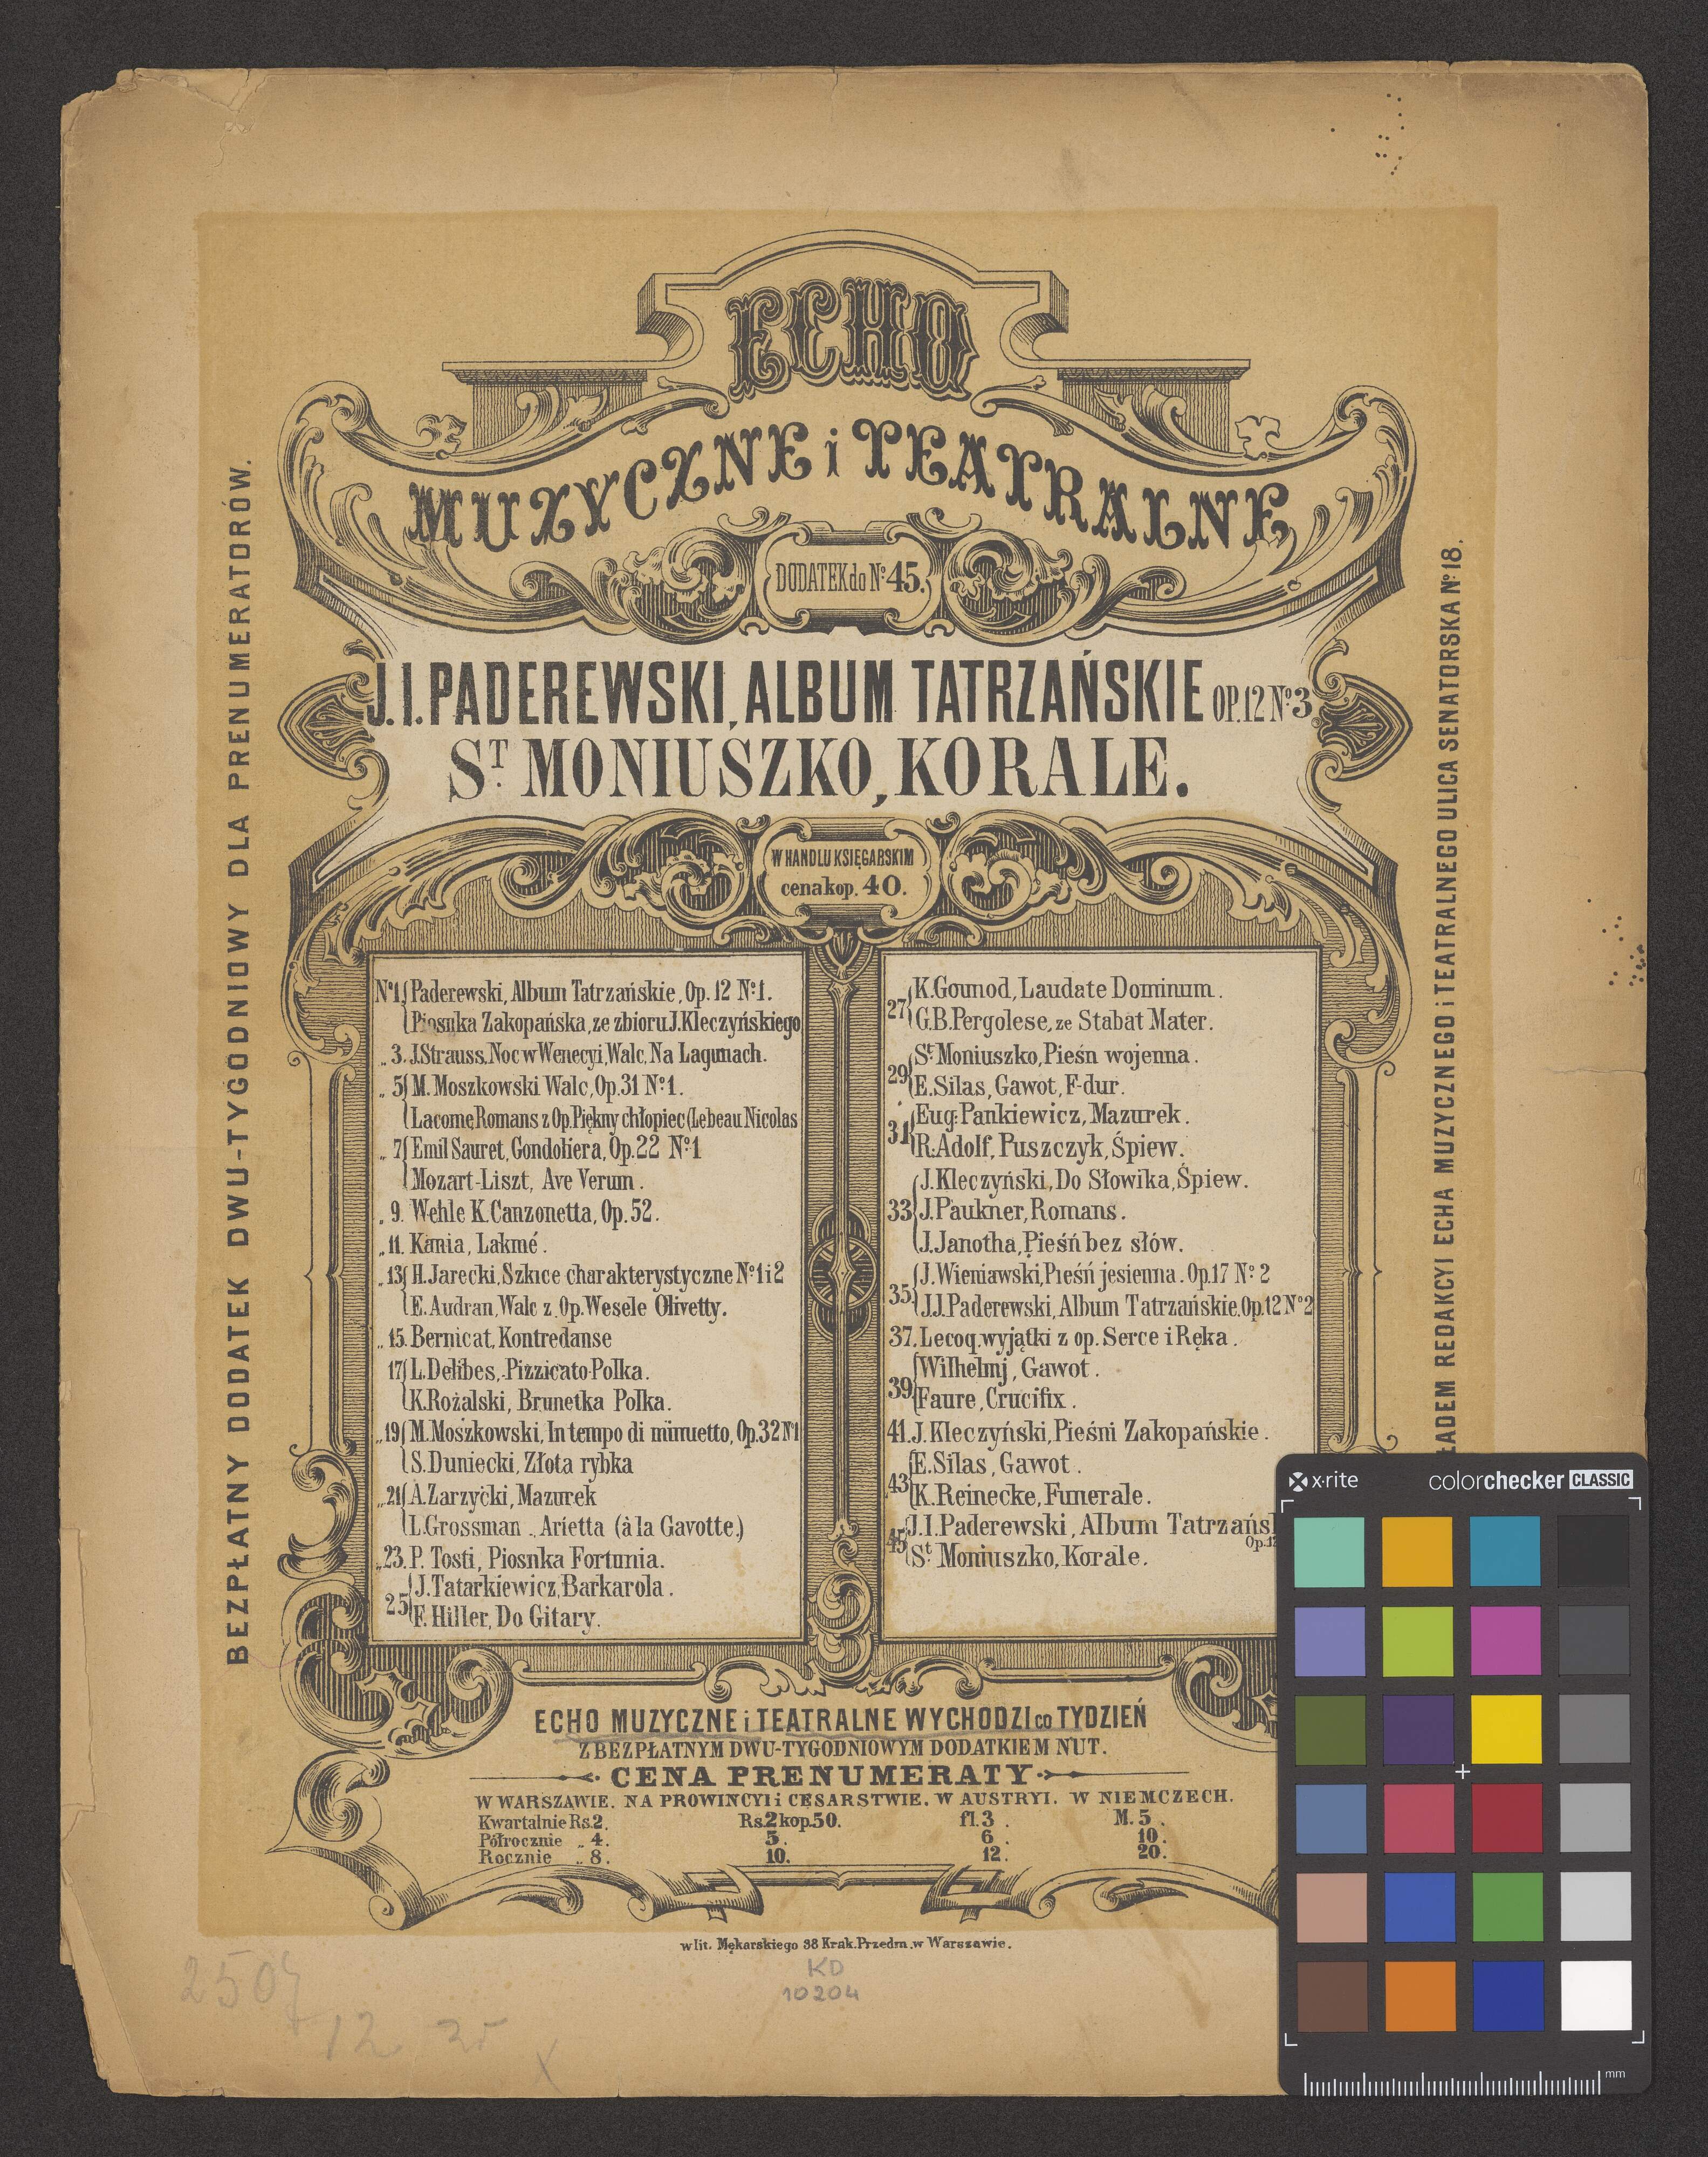 ECHO
MUZYCZNE i TEATRALNE
DODATEK do No 45.
J. I. PADEREWSKI, ALBUM TATRZAŃSKIE OP. 12 No 3.
ST. MONIUSZKO, KORALE.
W HANDLU KSIĘGARSKIM
cena kop. 40.
BEZPŁATNY DODATEK DWU-TYGODNIOWY DLA PRENUMERATORÓW.
No 1. Paderewski, Album Tatrzańskie, Op. 12 No 1.
Piosnka Zakopańska, ze zbioru J. Kleczyńskiego
„ 3. J. Strauss. Noc w Wenecyi, Walc, Na Lagunach.
„ 5 M. Moszkowski Walc, Op. 31 No 1.
Lacome, Romans z Op. Piękny chłopiec (Le beau Nicolas
„ 7 Emil Sauret, Gondoliera, Op. 22 No 1
Mozart-Liszt, Ave Verum.
„ 9. Wehle K. Canzonetta, Op. 52.
„ 11. Kania, Lakmé.
„ 13 H. Jarecki, Szkice charakterystyczne No 1 i 2
E. Audran, Walc z Op. Wesele Olivetty.
„ 15. Bernicat, Kontredanse
17 L. Delibes, Pizzicato-Polka.
K. Rożalski, Brunetka Polka.
„ 19 M. Moszkowski, In tempo di minuetto, Op. 32 No 1
S. Duniecki, Złota rybka
„ 21 A. Zarzycki, Mazurek
L. Grossman. Arietta (à la Gavotte.)
„ 23. P. Tosti, Piosnka Fortunia.
25 J. Tatarkiewicz, Barkarola.
F. Hiller, Do Gitary.
27 K. Gounod, Laudate Dominum.
G. B. Pergolese, ze Stabat Mater.
29 St. Moniuszko, Pieśn wojenna.
E. Silas, Gawot, F-dur.
31 Eug. Pankiewicz, Mazurek.
R. Adolf, Puszczyk, Śpiew.
J. Kleczyński, Do Słowika, Śpiew.
33 J. Paukner, Romans.
J. Janotha, Pieśń bez słów.
35 J. Wieniawski, Pieśń jesienna. Op. 17 No 2
J. J. Paderewski, Album Tatrzańskie, Op. 12 No 2
37. Lecoq. wyjątki z op. Serce i Ręka.
39 Wilhelmj, Gawot.
Faure, Crucifix.
41. J. Kleczyński, Pieśni Zakopańskie.
43 E. Silas, Gawot.
K. Reinecke, Funerale.
45 J. I. Paderewski, Album Tatrzańs
Op. 12
St. Moniuszko, Korale.
ŁADEM REDAKCYI ECHA MUZYCZNEGO i TEATRALNEGO ULICA SENATORSKA No 18.
ECHO MUZYCZNE i TEATRALNE WYCHODZI co TYDZIEŃ
Z BEZPŁATNYM DWU-TYGODNIOWYM DODATKIEM NUT.
CENA PRENUMERATY
W WARSZAWIE. NA PROWINCYI i CESARSTWIE. W AUSTRYI. W NIEMCZECH.
Kwartalnie Rs. 2. Rs. 2 kop. 50. fl. 3. M. 5.
Półrocznie „ 4. 5. 6. 10.
Rocznie „ 8. 10. 12. 20.
w lit. Mękarskiego 38 Krak. Przedm. w Warszawie.
KD
10204
12
x-rite colorchecker CLASSIC
mm